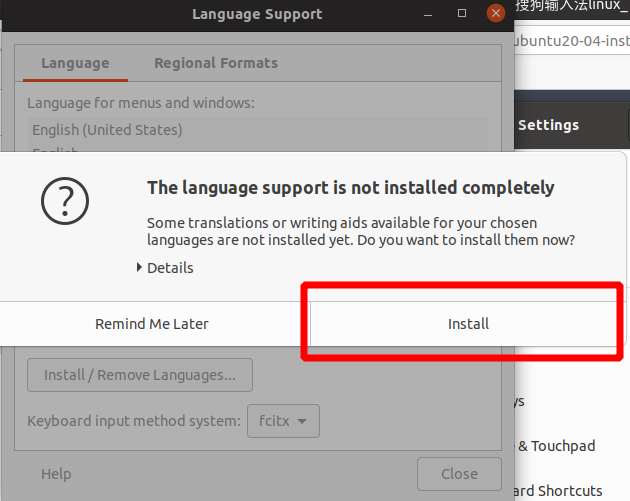 Language Support
搜狗输入法linux_
ubuntu20-04-inst
Language
Regional Formats
Language for menus and windows:
English (United States)
Settings
The language support is not installed completely
Some translations or writing aids available for your chosen
languages are not installed yet. Do you want to install them now?
Details
Remind Me Later
Install
Install / Remove Languages...
Keyboard input method system:
fcitx
ys
& Touchpad
Help
Close
ard Shortcuts